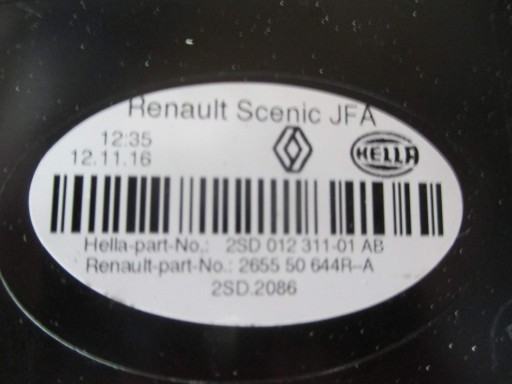 Renault Scenic JFA
12:35
12.11.16
HELLA
Hella-part-No.: 2SD 012 311-01 AB
Renault-part-No.: 2655 50 644R-A
2SD.2086